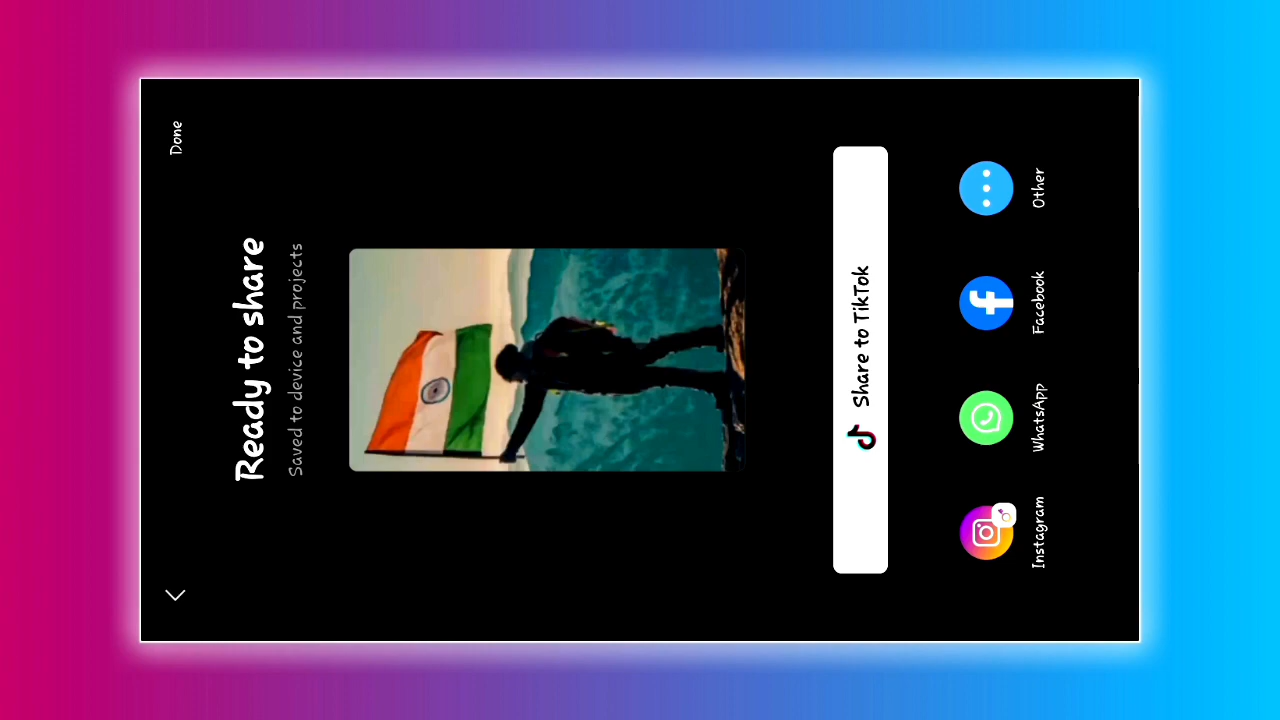 Done
Ready to share
Saved to device and projects
Share to TikTok
Instagram
WhatsApp
Facebook
Other